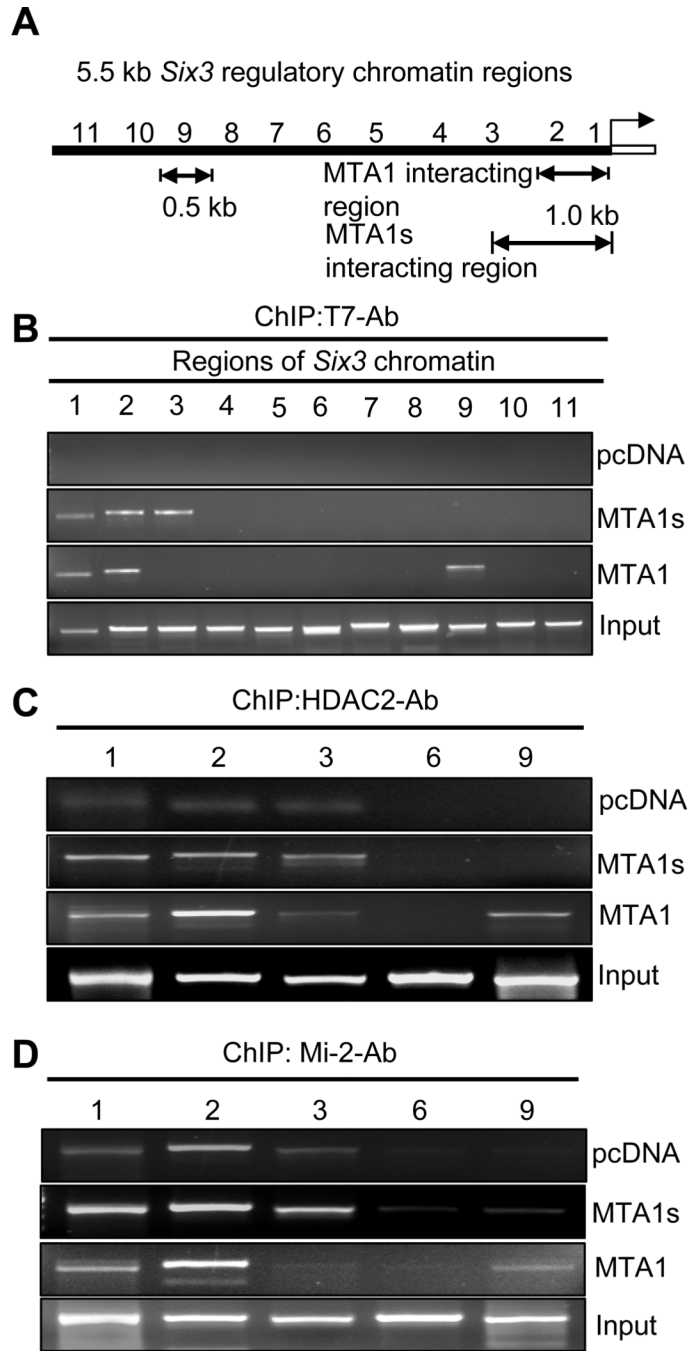 A
5.5 kb Six3 regulatory chromatin regions
11 10 9 8 7 6 5 4 3 2 1
MTA1 interacting
region
0.5 kb
1.0 kb
MTA1s
interacting region
B
ChIP:T7-Ab
Regions of Six3 chromatin
1 2 3 4 5 6 7 8 9 10 11
pcDNA
MTA1s
MTA1
Input
C
ChIP:HDAC2-Ab
1 2 3 6 9
pcDNA
MTA1s
MTA1
Input
D
ChIP: Mi-2-Ab
1 2 3 6 9
pcDNA
MTA1s
MTA1
Input